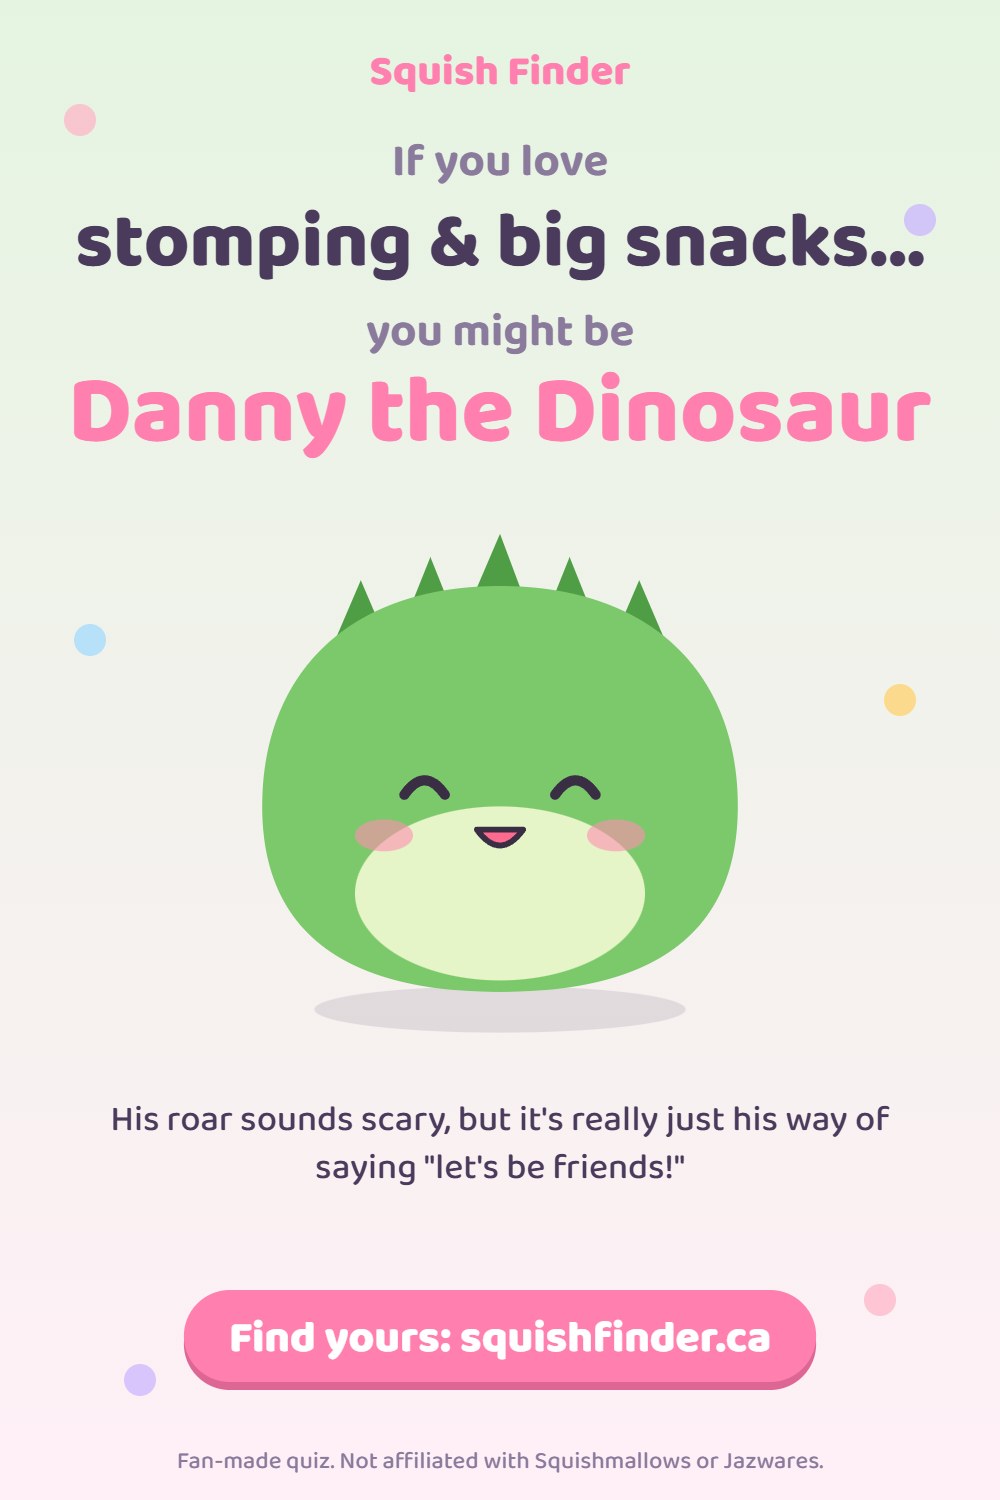 Squish Finder
If you love
stomping & big snacks...
you might be
Danny the Dinosaur
His roar sounds scary, but it's really just his way of
saying "let's be friends!"
Find yours: squishfinder.ca
Fan-made quiz. Not affiliated with Squishmallows or Jazwares.